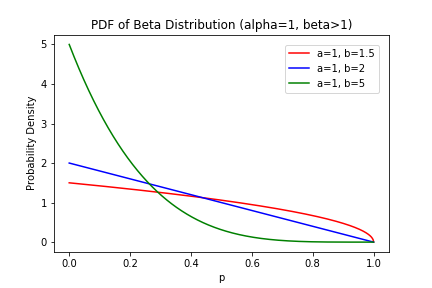 PDF of Beta Distribution (alpha=1, beta>1)
5
4
3
2
1
0
Probability Density
a=1, b=1.5
a=1, b=2
a=1, b=5
0.0 0.2 0.4 0.6 0.8 1.0
p